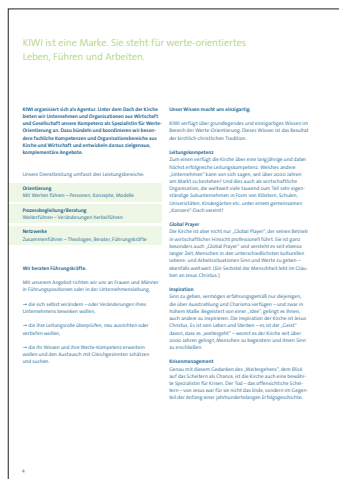 KIWI ist eine Marke. Sie steht für werte-orientiertes
Leben, Führen und Arbeiten.
KIWI organisiert sich als Agentur. Unter dem Dach der Kirche
bieten wir Unternehmen und Organisationen aus Wirtschaft
und Gesellschaft unsere Kompetenz als Spezialistin für Werte-
Orientierung an. Dazu bündeln und koordinieren wir beson-
dere fachliche Kompetenzen und Organisationsbereiche aus
Kirche und Wirtschaft und entwickeln daraus zielgenaue,
komplementäre Angebote.
Unsere Dienstleistung umfasst drei Leistungsbereiche:
Orientierung
Mit Werten führen – Personen, Konzepte, Modelle
Prozessbegleitung/Beratung
Weiterführen – Veränderungen herbeiführen
Netzwerke
Zusammenführen – Theologen, Berater, Führungskräfte
Wir beraten Führungskräfte.
Mit unserem Angebot richten wir uns an Frauen und Männer
in Führungspositionen oder in der Unternehmensleitung,
→ die sich selbst verändern – oder Veränderungen ihres
Unternehmens bewirken wollen,
→ die ihre Leitungsrolle überprüfen, neu ausrichten oder
vertiefen wollen,
→ die ihr Wissen und ihre Werte-Kompetenz erweitern
wollen und den Austausch mit Gleichgesinnten schätzen
und suchen.
Unser Wissen macht uns einzigartig.
KIWI verfügt über grundlegendes und einzigartiges Wissen im
Bereich der Werte-Orientierung. Dieses Wissen ist das Resultat
der kirchlich-christlichen Tradition.
Leitungskompetenz
Zum einen verfügt die Kirche über eine langjährige und dabei
höchst erfolgreiche Leitungskompetenz. Welches andere
„Unternehmen“ kann von sich sagen, seit über 2000 Jahren
am Markt zu bestehen? Und dies auch als wirtschaftliche
Organisation, die weltweit viele tausend zum Teil sehr eigen-
ständige Subunternehmen in Form von Klöstern, Schulen,
Universitäten, Kindergärten etc. unter einem gemeinsamen
„Konzern“-Dach vereint?
Global Prayer
Die Kirche ist aber nicht nur „Global Player“, der seinen Betrieb
in wirtschaftlicher Hinsicht professionell führt. Sie ist ganz
besonders auch „Global Prayer“ und versteht es seit ebenso
langer Zeit, Menschen in den unterschiedlichsten kulturellen
Lebens- und Arbeitssituationen Sinn und Werte zu geben –
ebenfalls weltweit. (Ein Sechstel der Menschheit lebt im Glau-
ben an Jesus Christus.)
Inspiration
Sinn zu geben, vermögen erfahrungsgemäß nur diejenigen,
die über Ausstrahlung und Charisma verfügen – und zwar in
hohem Maße. Begeistert von einer „Idee“, gelingt es ihnen,
auch andere zu inspirieren. Die Inspiration der Kirche ist Jesus
Christus. Es ist sein Leben und Sterben – es ist der „Geist“
davon, dass es „weitergeht“ – womit es der Kirche seit über
2000 Jahren gelingt, Menschen zu begeistern und ihnen Sinn
zu erschließen.
Krisenmanagement
Genau mit diesem Gedanken des „Weitergehens“, dem Blick
auf das Scheitern als Chance, ist die Kirche auch eine bewähr-
te Spezialistin für Krisen. Der Tod – das offensichtliche Schei-
tern – von Jesus war für sie nicht das Ende, sondern im Gegen-
teil der Anfang einer jahrhundertelangen Erfolgsgeschichte.
4